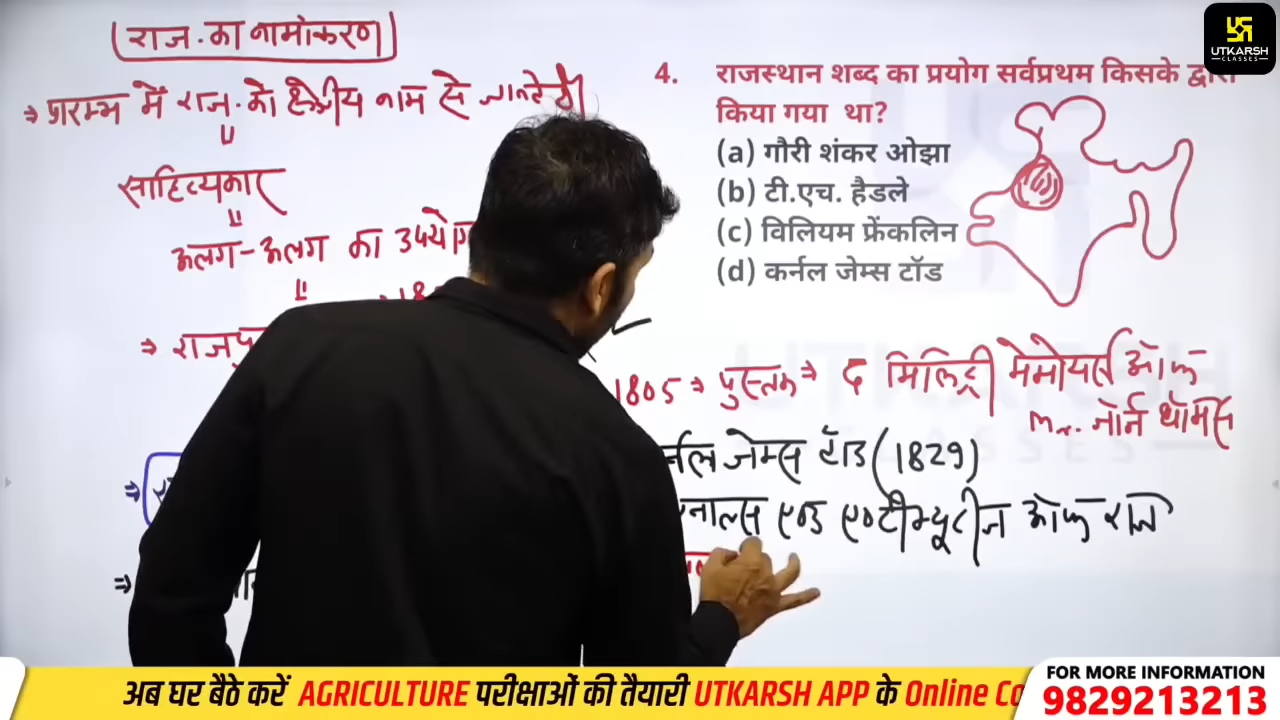 राज. का नामांकरण
⇒ प्रारम्भ में राज. को क्षेत्रीय नाम से जानते थे।
साहित्यकार
अलग-अलग का उपयोग
⇒ राजपु
UTKARSH
CLASSES
4. राजस्थान शब्द का प्रयोग सर्वप्रथम किसके द्वारा
किया गया था?
(a) गौरी शंकर ओझा
(b) टी.एच. हैडले
(c) विलियम फ्रेंकलिन
(d) कर्नल जेम्स टॉड
1805 ⇒ पुस्तक ⇒ द मिलिट्री मेमोयर्स ऑफ
Mr. जॉर्ज थॉमस
र्नल जेम्स टॉड (1829)
नाल्स एण्ड एण्टीक्यूटीज ऑफ राज
अब घर बैठे करें AGRICULTURE परीक्षाओं की तैयारी UTKARSH APP के Online Co
FOR MORE INFORMATION
9829213213